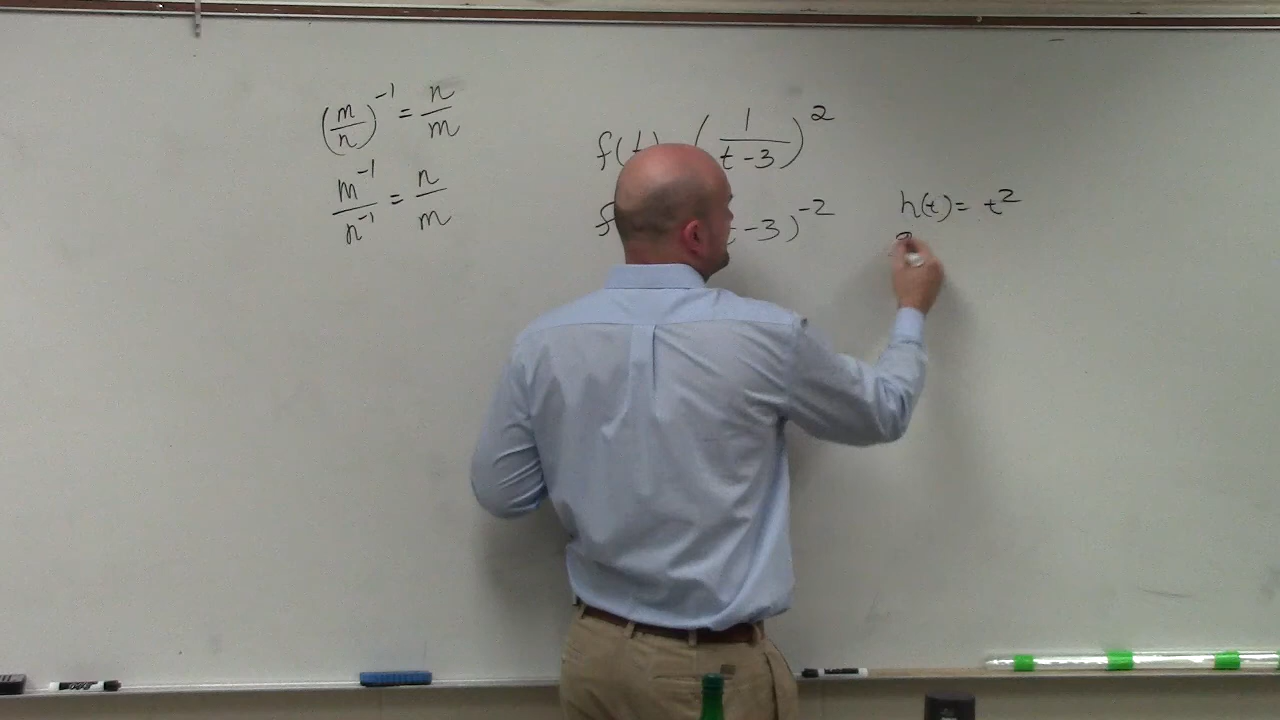 (m/n)^-1 = n/m
m^-1/n^-1 = n/m
f(t) (1/(t-3))^2
f t-3)^-2
h(t) = t^2